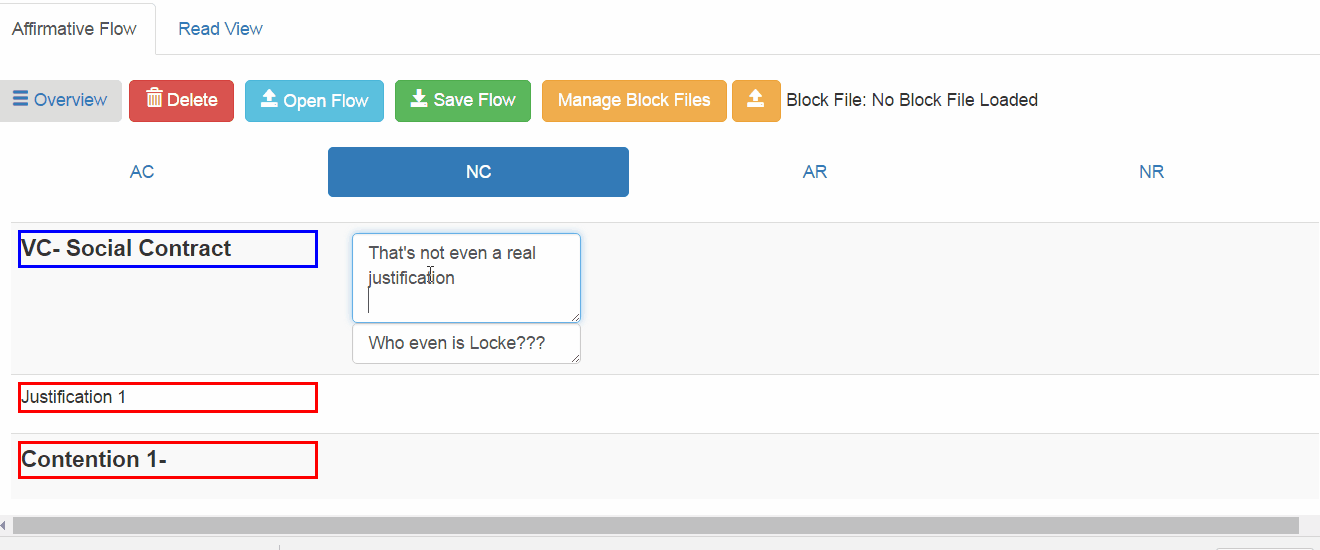 Affirmative Flow Read View
Overview Delete Open Flow Save Flow Manage Block Files Block File: No Block File Loaded
AC NC AR NR
VC- Social Contract
That's not even a real
justification
Who even is Locke???
Justification 1
Contention 1-